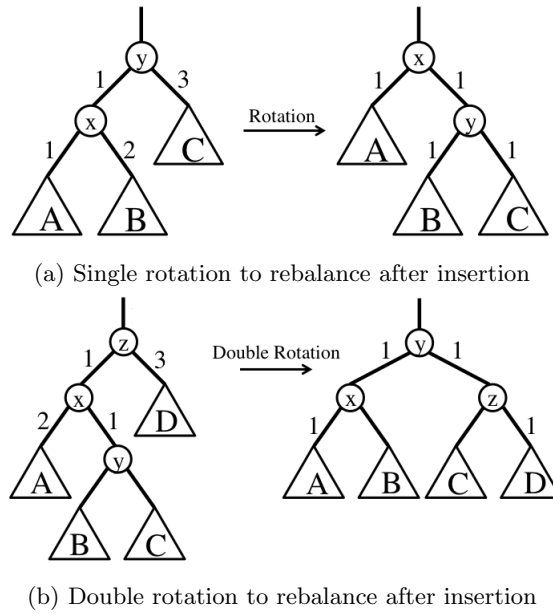 y x
1 3 1 1
x Rotation y
1 2 A 1 1
C
A B B C
(a) Single rotation to rebalance after insertion
z Double Rotation y
1 3 1 1
x x z
2 1 D 1 1
A y A B C D
B C
(b) Double rotation to rebalance after insertion